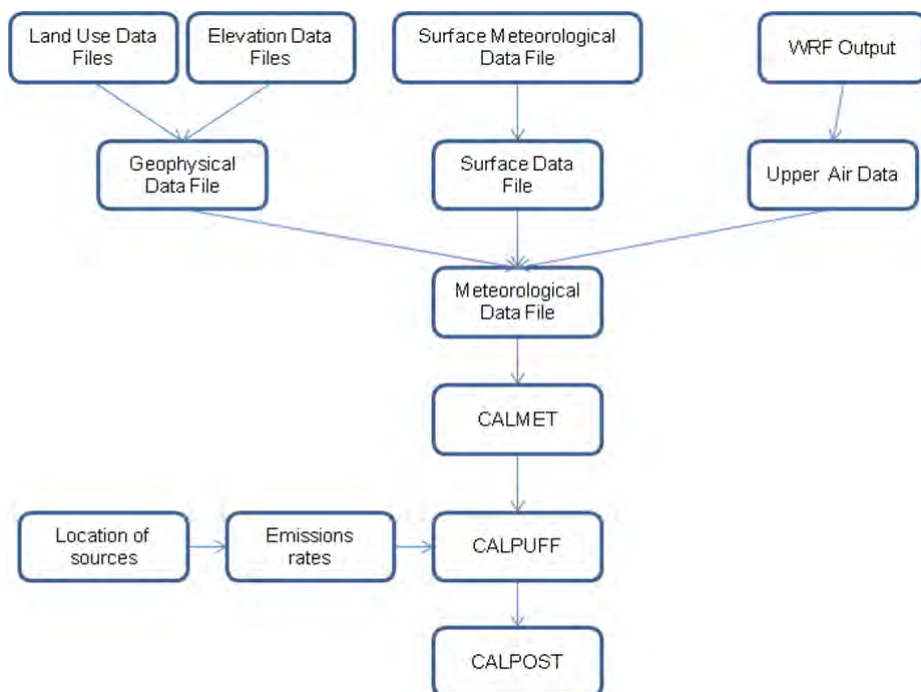 Land Use Data
Files
Elevation Data
Files
Surface Meteorological
Data File
WRF Output
Geophysical
Data File
Surface Data
File
Upper Air Data
Meteorological
Data File
CALMET
Location of
sources
Emissions
rates
CALPUFF
CALPOST